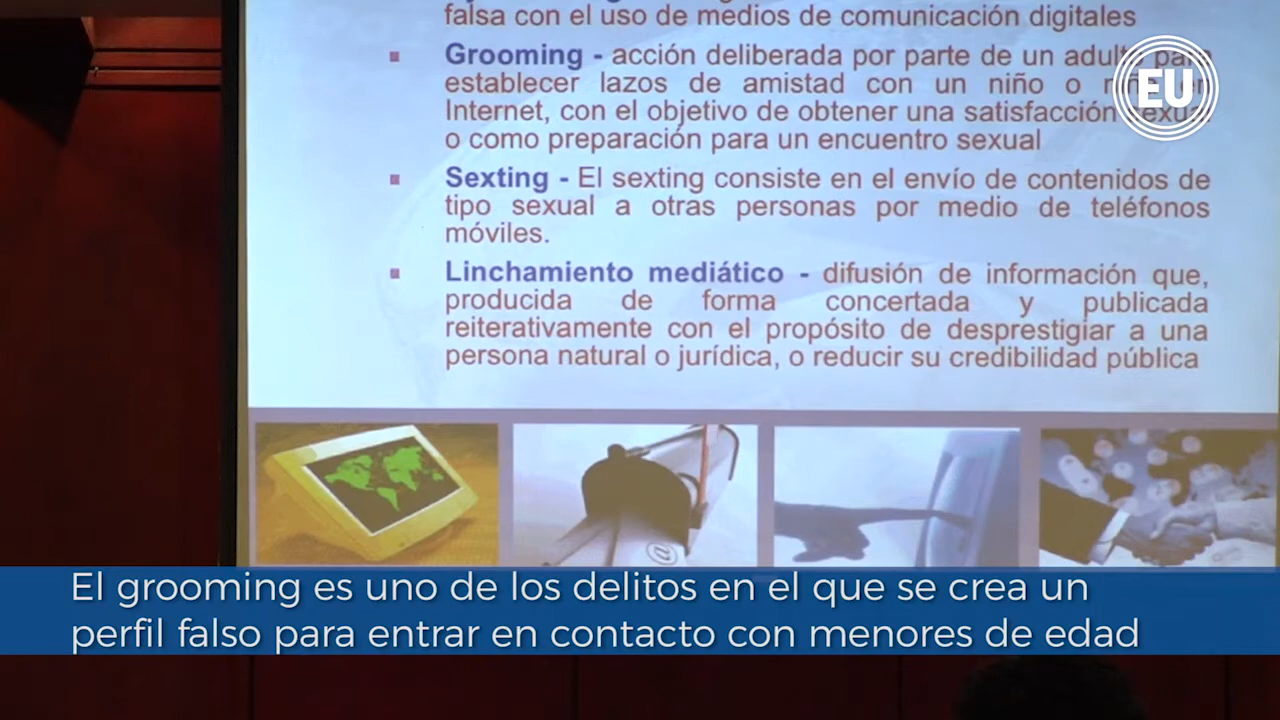 falsa con el uso de medios de comunicación digitales
Grooming - acción deliberada por parte de un adulto para
establecer lazos de amistad con un niño o
Internet, con el objetivo de obtener una satisfacción sexual
o como preparación para un encuentro sexual
Sexting - El sexting consiste en el envío de contenidos de
tipo sexual a otras personas por medio de teléfonos
móviles.
Linchamiento mediático - difusión de información que,
producida de forma concertada y publicada
reiterativamente con el propósito de desprestigiar a una
persona natural o jurídica, o reducir su credibilidad pública
EU
@
El grooming es uno de los delitos en el que se crea un
perfil falso para entrar en contacto con menores de edad